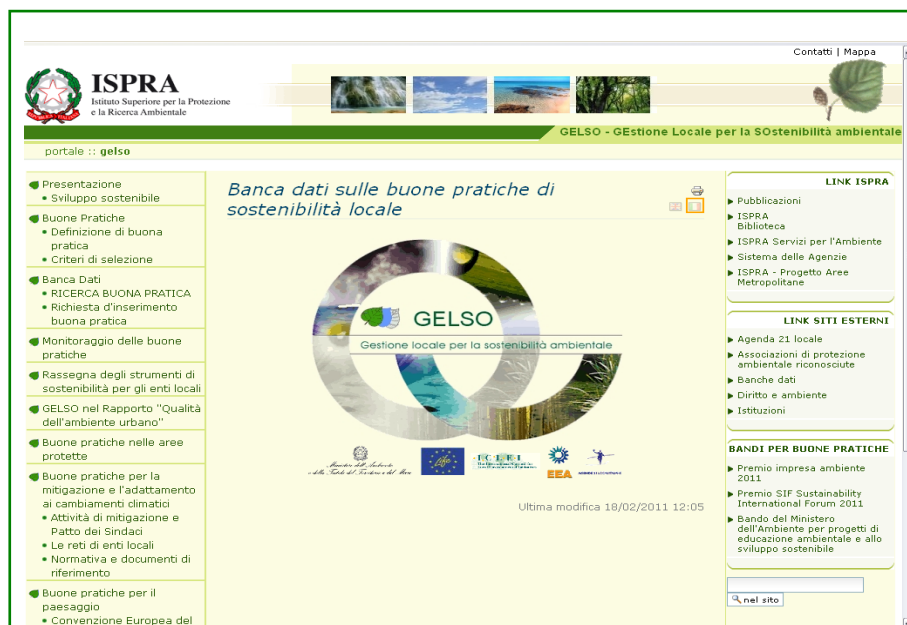 Contatti | Mappa
ISPRA
Istituto Superiore per la Protezione
e la Ricerca Ambientale
GELSO - GEstione Locale per la SOstenibilità ambientale
portale :: gelso
Presentazione
• Sviluppo sostenibile
Buone Pratiche
• Definizione di buona
pratica
• Criteri di selezione
Banca Dati
• RICERCA BUONA PRATICA
• Richiesta d'inserimento
buona pratica
Monitoraggio delle buone
pratiche
Rassegna degli strumenti di
sostenibilità per gli enti locali
GELSO nel Rapporto "Qualità
dell'ambiente urbano"
Buone pratiche nelle aree
protette
Buone pratiche per la
mitigazione e l'adattamento
ai cambiamenti climatici
• Attività di mitigazione e
Patto dei Sindaci
• Le reti di enti locali
• Normativa e documenti di
riferimento
Buone pratiche per il
paesaggio
• Convenzione Europea del
Banca dati sulle buone pratiche di
sostenibilità locale
GELSO
Gestione locale per la sostenibilità ambientale
Ministero dell'Ambiente
e della Tutela del Territorio e del Mare
EEA
Ultima modifica 18/02/2011 12:05
LINK ISPRA
Pubblicazioni
ISPRA
Biblioteca
ISPRA Servizi per l'Ambiente
Sistema delle Agenzie
ISPRA - Progetto Aree
Metropolitane
LINK SITI ESTERNI
Agenda 21 locale
Associazioni di protezione
ambientale riconosciute
Banche dati
Diritto e ambiente
Istituzioni
BANDI PER BUONE PRATICHE
Premio impresa ambiente
2011
Premio SIF Sustainability
International Forum 2011
Bando del Ministero
dell'Ambiente per progetti di
educazione ambientale e allo
sviluppo sostenibile
nel sito